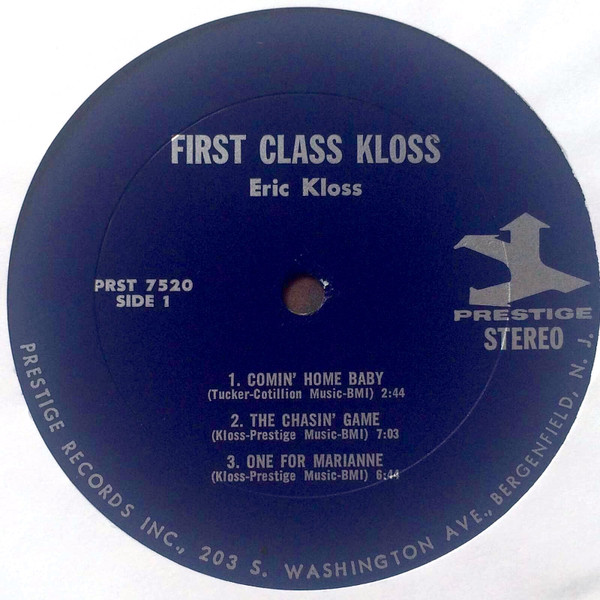 FIRST CLASS KLOSS
Eric Kloss
PRST 7520
SIDE 1
PRESTIGE
STEREO
1. COMIN' HOME BABY
(Tucker-Cotillion Music-BMI) 2:44
2. THE CHASIN' GAME
(Kloss-Prestige Music-BMI) 7:03
3. ONE FOR MARIANNE
(Kloss-Prestige Music-BMI) 6:44
PRESTIGE RECORDS INC., 203 S. WASHINGTON AVE., BERGENFIELD, N. J.